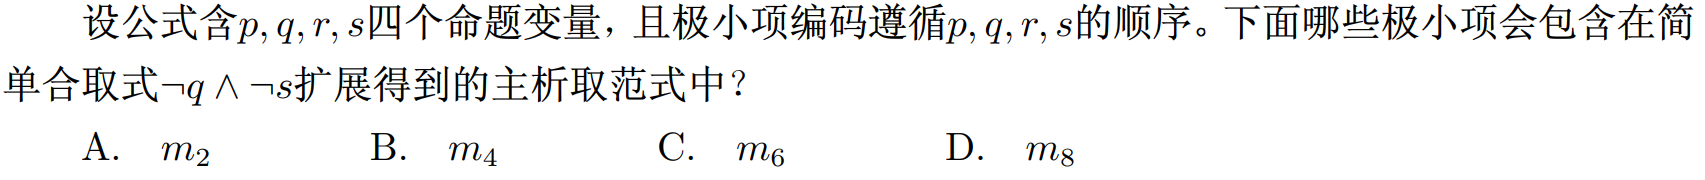 设公式含p, q, r, s四个命题变量，且极小项编码遵循p, q, r, s的顺序。下面哪些极小项会包含在简
单合取式¬q ∧ ¬s扩展得到的主析取范式中？
A. m₂ B. m₄ C. m₆ D. m₈